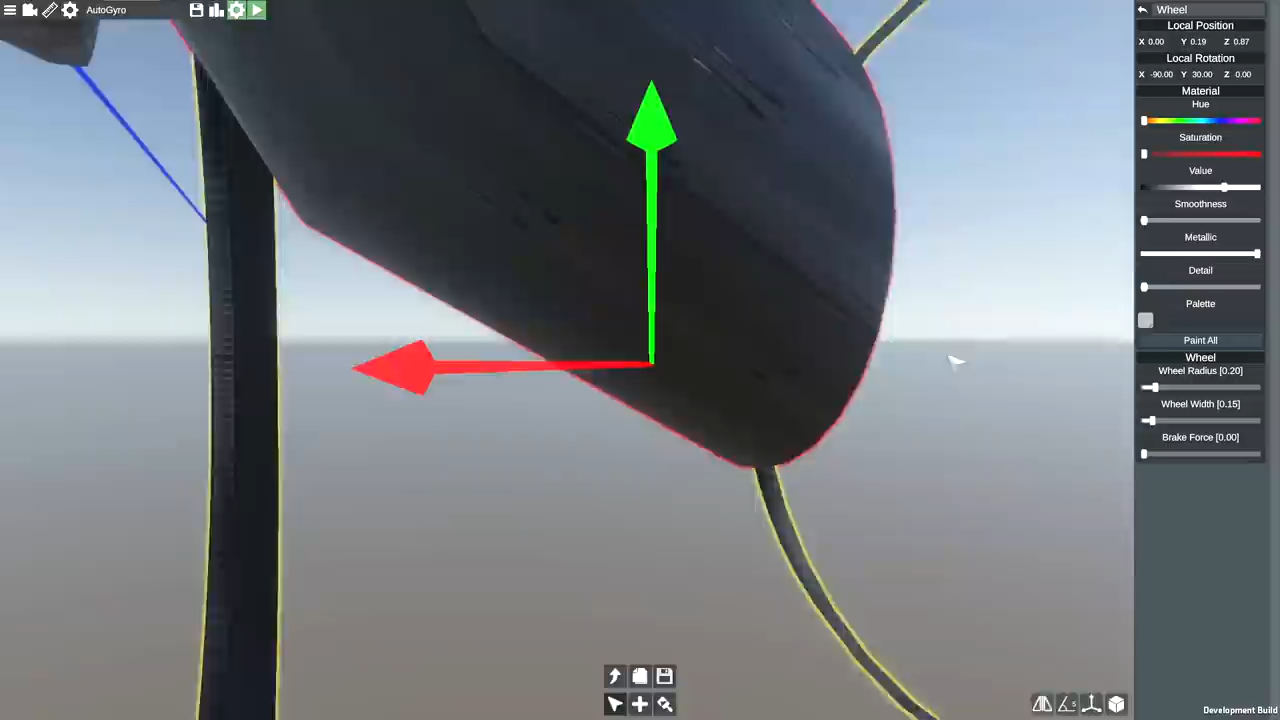 AutoGyro
Wheel
Local Position
X 0.00 Y 0.19 Z 0.87
Local Rotation
X -90.00 Y 30.00 Z 0.00
Material
Hue
Saturation
Value
Smoothness
Metallic
Detail
Palette
Paint All
Wheel
Wheel Radius [0.20]
Wheel Width [0.15]
Brake Force [0.00]
5
Development Build